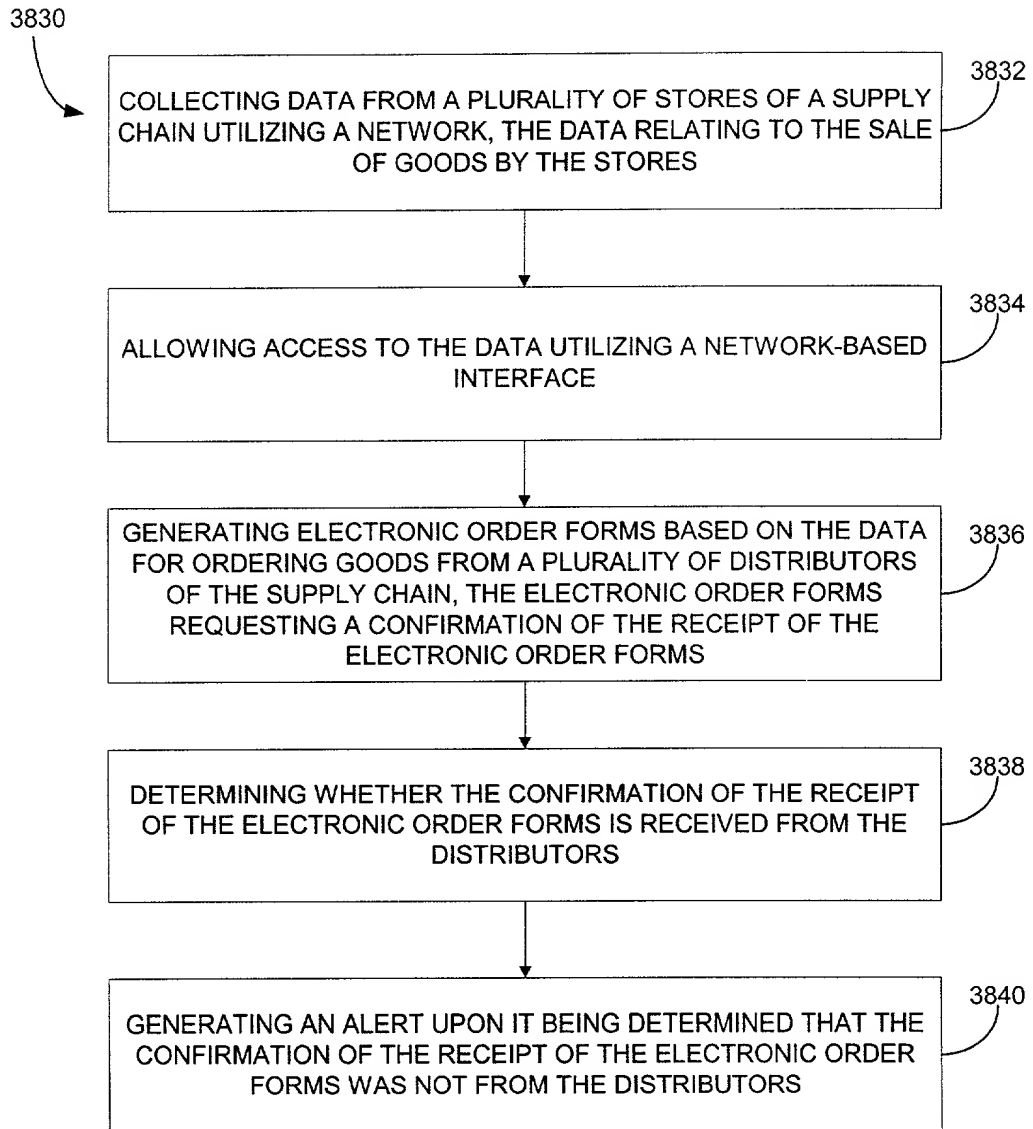 3830
3832
COLLECTING DATA FROM A PLURALITY OF STORES OF A SUPPLY
CHAIN UTILIZING A NETWORK, THE DATA RELATING TO THE SALE
OF GOODS BY THE STORES
3834
ALLOWING ACCESS TO THE DATA UTILIZING A NETWORK-BASED
INTERFACE
3836
GENERATING ELECTRONIC ORDER FORMS BASED ON THE DATA
FOR ORDERING GOODS FROM A PLURALITY OF DISTRIBUTORS
OF THE SUPPLY CHAIN, THE ELECTRONIC ORDER FORMS
REQUESTING A CONFIRMATION OF THE RECEIPT OF THE
ELECTRONIC ORDER FORMS
3838
DETERMINING WHETHER THE CONFIRMATION OF THE RECEIPT
OF THE ELECTRONIC ORDER FORMS IS RECEIVED FROM THE
DISTRIBUTORS
3840
GENERATING AN ALERT UPON IT BEING DETERMINED THAT THE
CONFIRMATION OF THE RECEIPT OF THE ELECTRONIC ORDER
FORMS WAS NOT FROM THE DISTRIBUTORS